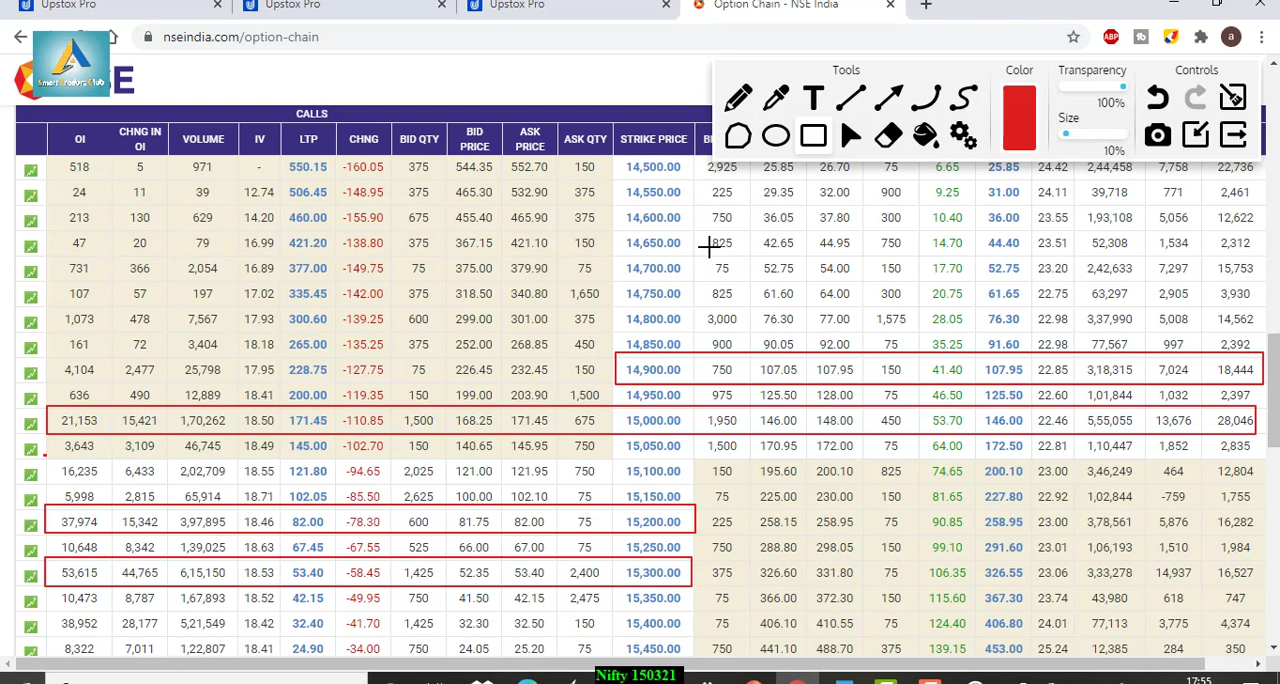 Upstox Pro × Upstox Pro × Upstox Pro × Option Chain - NSE India × +
nseindia.com/option-chain ABP a
Smart Traders Club
Tools Color Transparency Controls
100%
Size
10%
CALLS
OI CHNG IN OI VOLUME IV LTP CHNG BID QTY BID PRICE ASK PRICE ASK QTY STRIKE PRICE
518 5 971 - 550.15 -160.05 375 544.35 552.70 150 14,500.00 2,925 25.85 26.70 75 6.65 25.85 24.42 2,44,458 7,758 22,736
24 11 39 12.74 506.45 -148.95 375 465.30 532.90 375 14,550.00 225 29.35 32.00 900 9.25 31.00 24.11 39,718 771 2,461
213 130 629 14.20 460.00 -155.90 675 455.40 465.90 375 14,600.00 750 36.05 37.80 300 10.40 36.00 23.55 1,93,108 5,056 12,622
47 20 79 16.99 421.20 -138.80 375 367.15 421.10 150 14,650.00 825 42.65 44.95 750 14.70 44.40 23.51 52,308 1,534 2,312
731 366 2,054 16.89 377.00 -149.75 75 375.00 379.90 75 14,700.00 75 52.75 54.00 150 17.70 52.75 23.20 2,42,633 7,297 15,753
107 57 197 17.02 335.45 -142.00 375 318.50 340.80 1,650 14,750.00 825 61.60 64.00 300 20.75 61.65 22.75 63,297 2,905 3,930
1,073 478 7,567 17.93 300.60 -139.25 600 299.00 301.00 375 14,800.00 3,000 76.30 77.00 1,575 28.05 76.30 22.98 3,37,990 5,008 14,562
161 72 3,404 18.18 265.00 -135.25 375 252.00 268.85 450 14,850.00 900 90.05 92.00 75 35.25 91.60 22.98 77,567 997 2,392
4,104 2,477 25,798 17.95 228.75 -127.75 75 226.45 232.45 150 14,900.00 750 107.05 107.95 150 41.40 107.95 22.85 3,18,315 7,024 18,444
636 490 12,889 18.41 200.00 -119.35 150 199.00 203.90 1,500 14,950.00 975 125.50 128.00 75 46.50 125.50 22.60 1,01,844 1,032 2,397
21,153 15,421 1,70,262 18.50 171.45 -110.85 1,500 168.25 171.45 675 15,000.00 1,950 146.00 148.00 450 53.70 146.00 22.46 5,55,055 13,676 28,046
3,643 3,109 46,745 18.49 145.00 -102.70 150 140.65 145.95 750 15,050.00 1,500 170.95 172.00 75 64.00 172.50 22.81 1,10,447 1,852 2,835
16,235 6,433 2,02,709 18.55 121.80 -94.65 2,025 121.00 121.95 750 15,100.00 150 195.60 200.10 825 74.65 200.10 23.00 3,46,249 464 12,804
5,998 2,815 65,914 18.71 102.05 -85.50 2,625 100.00 102.10 75 15,150.00 75 225.00 230.00 150 81.65 227.80 22.92 1,02,844 -759 1,755
37,974 15,342 3,97,895 18.46 82.00 -78.30 600 81.75 82.00 75 15,200.00 225 258.15 258.95 75 90.85 258.95 23.00 3,78,561 5,876 16,282
10,648 8,342 1,39,025 18.63 67.45 -67.55 525 66.00 67.00 75 15,250.00 750 288.80 298.05 150 99.10 291.60 23.01 1,06,193 1,510 1,984
53,615 44,765 6,15,150 18.53 53.40 -58.45 1,425 52.35 53.40 2,400 15,300.00 375 326.60 331.80 75 106.35 326.55 23.06 3,33,278 14,937 16,527
10,473 8,787 1,67,893 18.52 42.15 -49.95 750 41.50 42.15 2,475 15,350.00 75 366.00 372.30 150 115.60 367.30 23.74 43,980 618 747
38,952 28,177 5,21,549 18.42 32.40 -41.70 1,425 32.30 32.50 750 15,400.00 75 406.10 410.55 75 124.40 406.80 24.01 77,113 3,775 4,374
8,322 7,011 1,22,807 18.41 24.90 -34.00 750 24.05 25.20 750 15,450.00 750 441.10 488.70 375 139.15 453.00 25.24 12,385 284 350
Nifty 150321
17:55